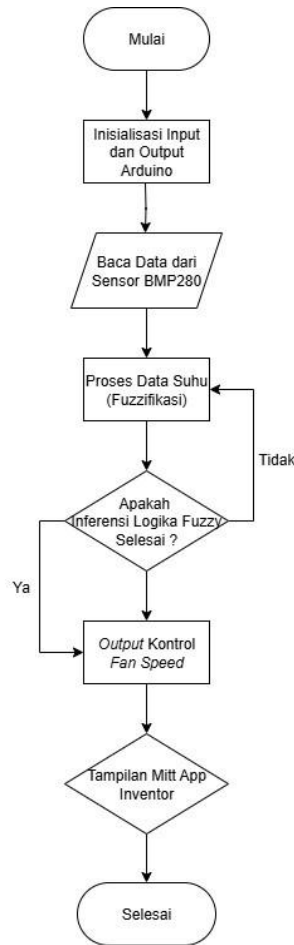 Mulai
Inisialisasi Input
dan Output
Arduino
Baca Data dari
Sensor BMP280
Proses Data Suhu
(Fuzzifikasi)
Tidak
Apakah
Inferensi Logika Fuzzy
Selesai ?
Ya
Output Kontrol
Fan Speed
Tampilan Mitt App
Inventor
Selesai